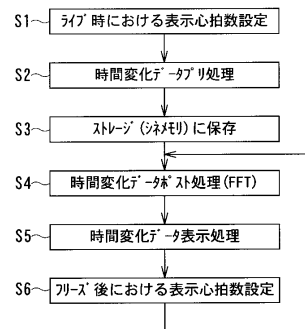 S1 ﾗｲﾌﾞ時における表示心拍数設定
S2 時間変化ﾃﾞｰﾀﾌﾟﾘ処理
S3 ｽﾄﾚｰｼﾞ(ｼﾈﾒﾓﾘ)に保存
S4 時間変化ﾃﾞｰﾀﾎﾟｽﾄ処理(FFT)
S5 時間変化ﾃﾞｰﾀ表示処理
S6 ﾌﾘｰｽﾞ後における表示心拍数設定